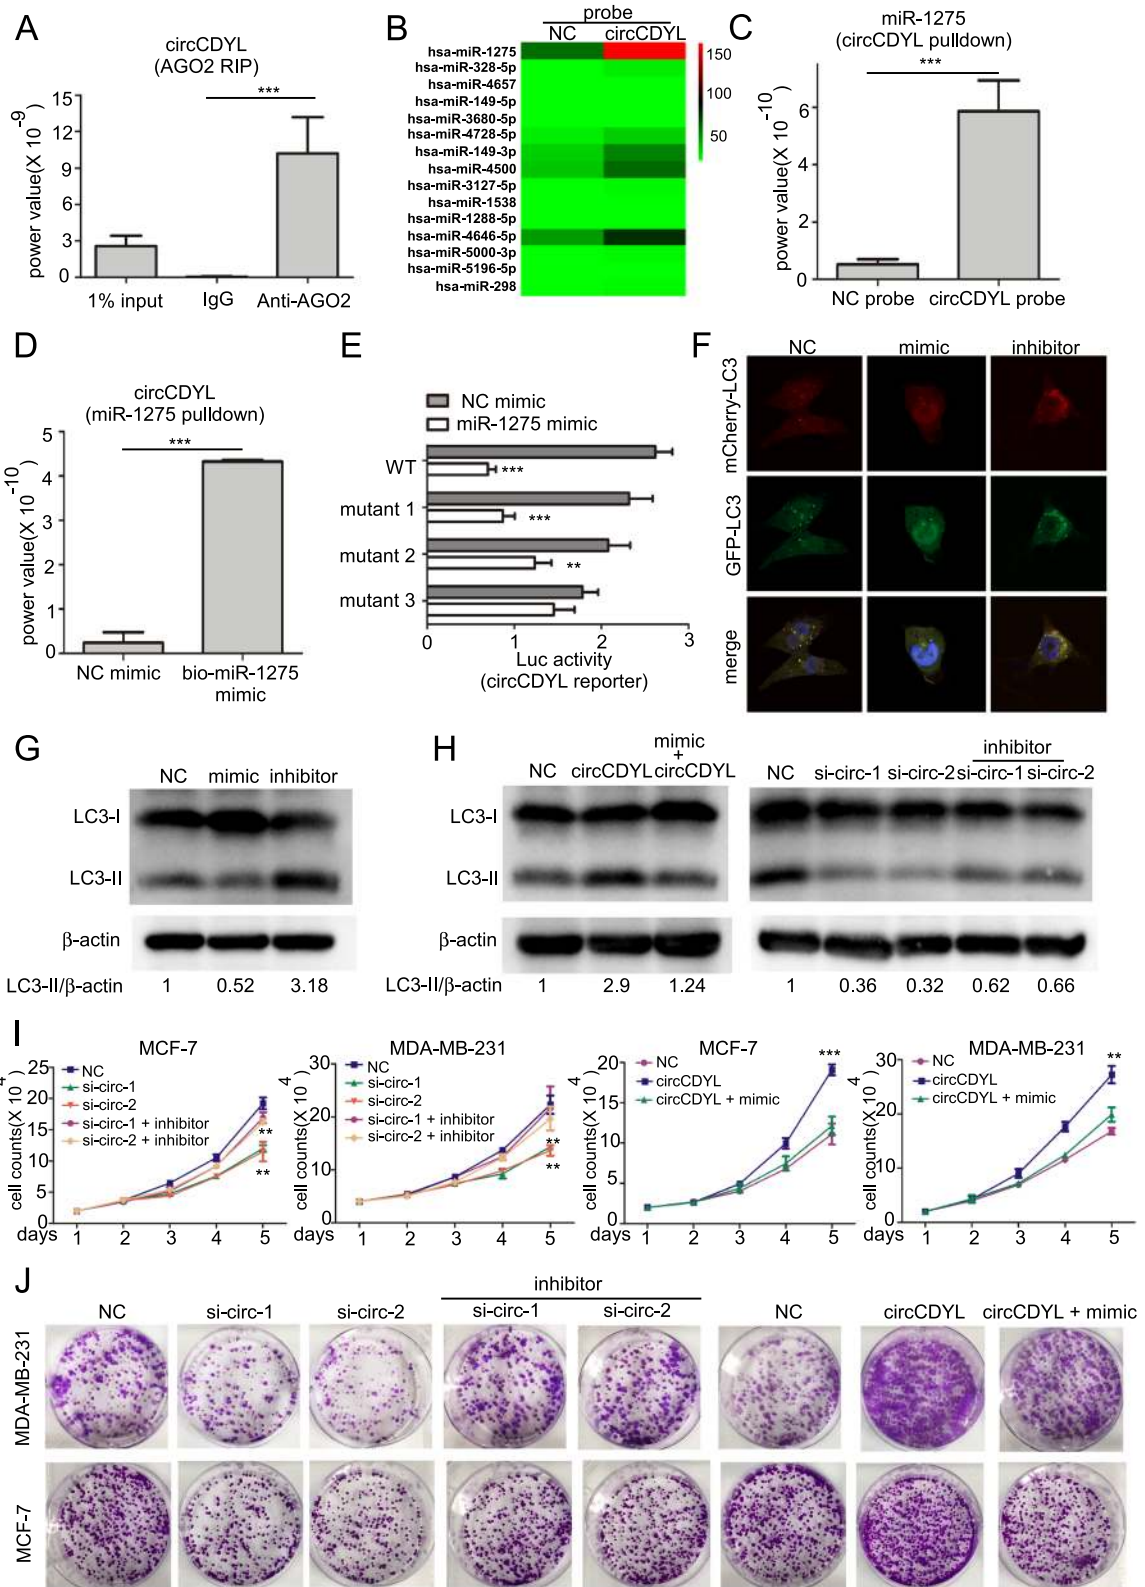 A
circCDYL
(AGO2 RIP)
power value(X 10 -9)
15
12
9
6
3
0
***
1% input IgG Anti-AGO2
B
probe
NC circCDYL
hsa-miR-1275
hsa-miR-328-5p
hsa-miR-4657
hsa-miR-149-5p
hsa-miR-3680-5p
hsa-miR-4728-5p
hsa-miR-149-3p
hsa-miR-4500
hsa-miR-3127-5p
hsa-miR-1538
hsa-miR-1288-5p
hsa-miR-4646-5p
hsa-miR-5000-3p
hsa-miR-5196-5p
hsa-miR-298
150
100
50
C
miR-1275
(circCDYL pulldown)
***
power value(X 10 -10)
6
4
2
0
NC probe circCDYL probe
D
circCDYL
(miR-1275 pulldown)
***
power value(X 10 -10)
5
4
3
2
1
0
NC mimic bio-miR-1275
mimic
E
NC mimic
miR-1275 mimic
WT ***
mutant 1 ***
mutant 2 **
mutant 3
0 1 2 3
Luc activity
(circCDYL reporter)
F
NC mimic inhibitor
mCherry-LC3
GFP-LC3
merge
G
NC mimic inhibitor
LC3-I
LC3-II
β-actin
LC3-II/β-actin 1 0.52 3.18
H
mimic
+
NC circCDYL circCDYL
inhibitor
NC si-circ-1 si-circ-2 si-circ-1 si-circ-2
LC3-I
LC3-II
β-actin
LC3-II/β-actin 1 2.9 1.24 1 0.36 0.32 0.62 0.66
I
MCF-7
cell counts(X 10 4)
25
20
15
10
5
0
NC
si-circ-1
si-circ-2
si-circ-1 + inhibitor
si-circ-2 + inhibitor
**
**
days 1 2 3 4 5
MDA-MB-231
cell counts(X 10 4)
30
20
10
0
NC
si-circ-1
si-circ-2
si-circ-1 + inhibitor
si-circ-2 + inhibitor
**
**
days 1 2 3 4 5
MCF-7
cell counts(X 10 4)
20
15
10
5
0
NC
circCDYL
circCDYL + mimic
***
days 1 2 3 4 5
MDA-MB-231
cell counts(X 10 4)
30
20
10
0
NC
circCDYL
circCDYL + mimic
**
days 1 2 3 4 5
J
inhibitor
NC si-circ-1 si-circ-2 si-circ-1 si-circ-2 NC circCDYL circCDYL + mimic
MDA-MB-231
MCF-7